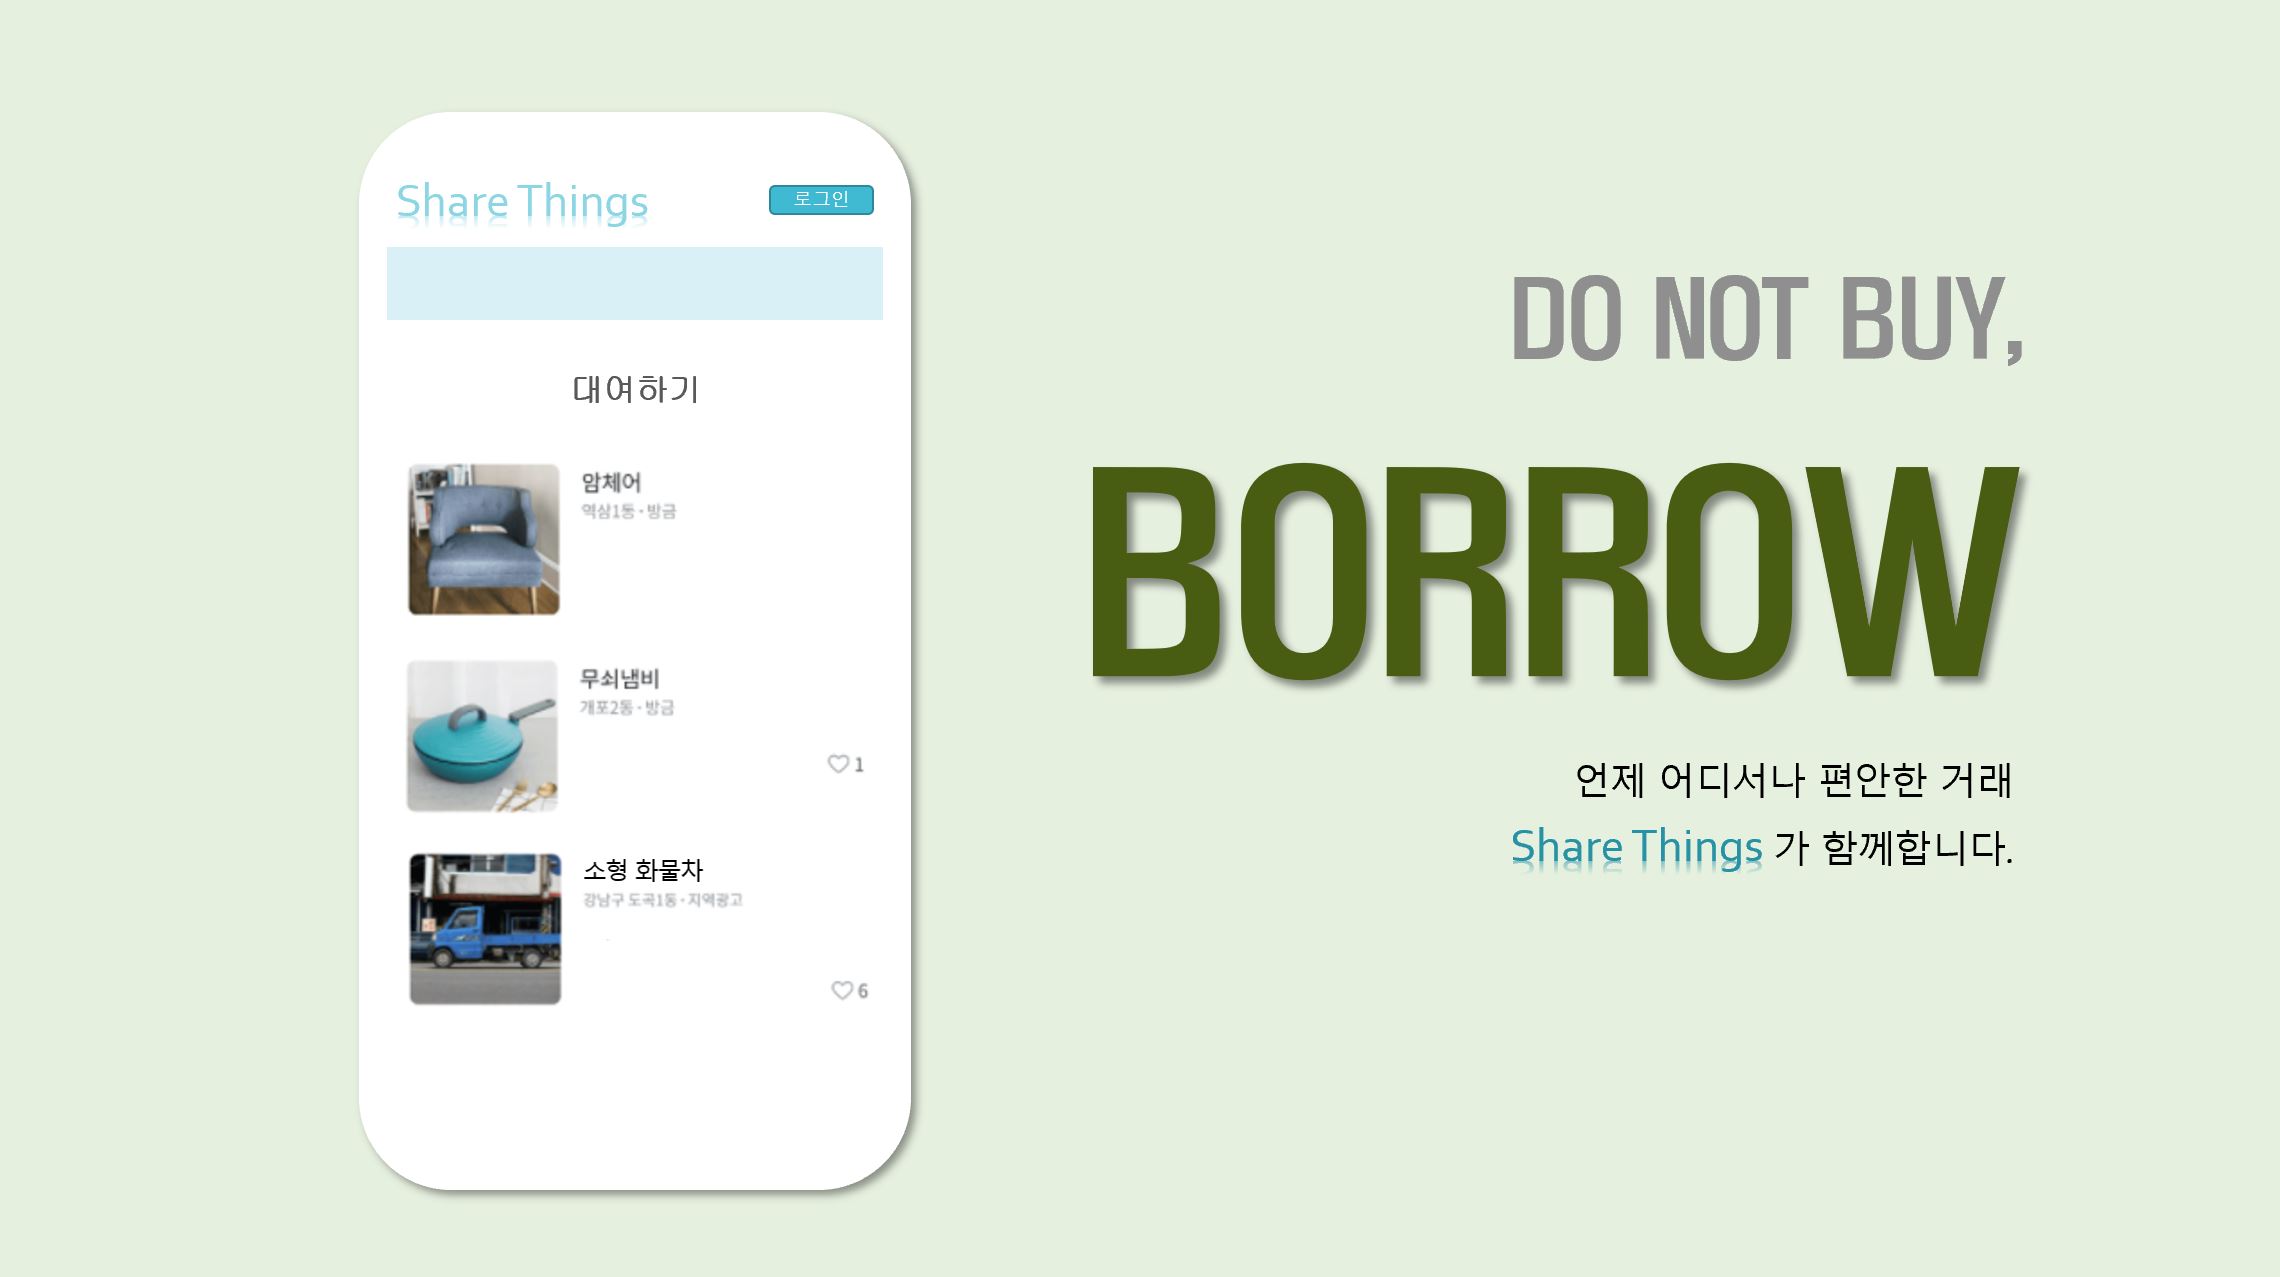 Share Things
로그인
대여하기
암체어
역삼1동 · 방금
무쇠냄비
개포2동 · 방금
1
소형 화물차
강남구 도곡1동 · 지역광고
6
DO NOT BUY,
BORROW
언제 어디서나 편안한 거래
Share Things 가 함께합니다.